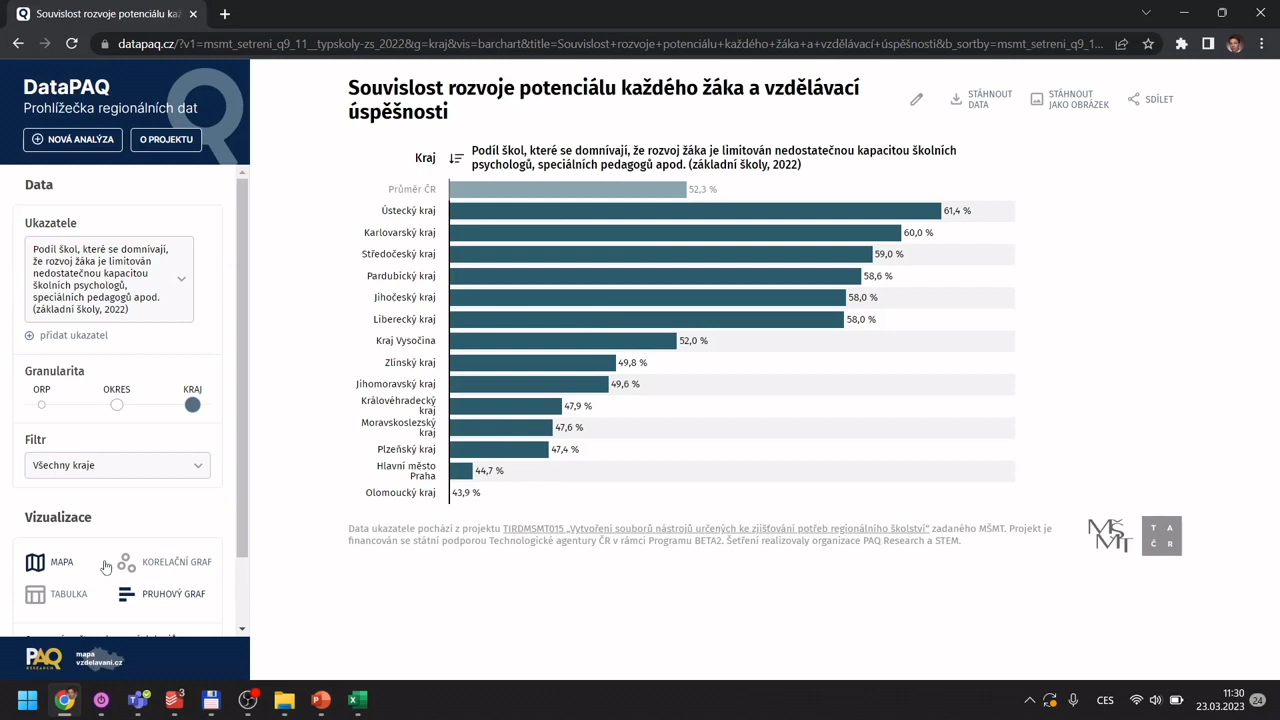 Souvislost rozvoje potenciálu ka
datapaq.cz/?v1=msmt_setreni_q9_11__typskoly-zs_2022&g=kraj&vis=barchart&title=Souvislost+rozvoje+potenciálu+každého+žáka+a+vzdělávací+úspěšnosti&b_sortby=msmt_setreni_q9_1...
DataPAQ
Prohlížečka regionálních dat
NOVÁ ANALÝZA
O PROJEKTU
Data
Ukazatele
Podíl škol, které se domnívají,
že rozvoj žáka je limitován
nedostatečnou kapacitou
školních psychologů,
speciálních pedagogů apod.
(základní školy, 2022)
přidat ukazatel
Granularita
ORP OKRES KRAJ
Filtr
Všechny kraje
Vizualizace
MAPA
KORELAČNÍ GRAF
TABULKA
PRUHOVÝ GRAF
PAQ
RESEARCH
mapa
vzdelavani.cz
Souvislost rozvoje potenciálu každého žáka a vzdělávací
úspěšnosti
STÁHNOUT
DATA
STÁHNOUT
JAKO OBRÁZEK
SDÍLET
Kraj
Podíl škol, které se domnívají, že rozvoj žáka je limitován nedostatečnou kapacitou školních
psychologů, speciálních pedagogů apod. (základní školy, 2022)
Průměr ČR 52,3 %
Ústecký kraj 61,4 %
Karlovarský kraj 60,0 %
Středočeský kraj 59,0 %
Pardubický kraj 58,6 %
Jihočeský kraj 58,0 %
Liberecký kraj 58,0 %
Kraj Vysočina 52,0 %
Zlínský kraj 49,8 %
Jihomoravský kraj 49,6 %
Královéhradecký
kraj 47,9 %
Moravskoslezský
kraj 47,6 %
Plzeňský kraj 47,4 %
Hlavní město
Praha 44,7 %
Olomoucký kraj 43,9 %
Data ukazatele pochází z projektu TIRDMSMT015 „Vytvoření souborů nástrojů určených ke zjišťování potřeb regionálního školství" zadaného MŠMT. Projekt je
financován se státní podporou Technologické agentury ČR v rámci Programu BETA2. Šetření realizovaly organizace PAQ Research a STEM.
MŠ
MT
T A
Č R
3
CES
11:30
23.03.2023
24